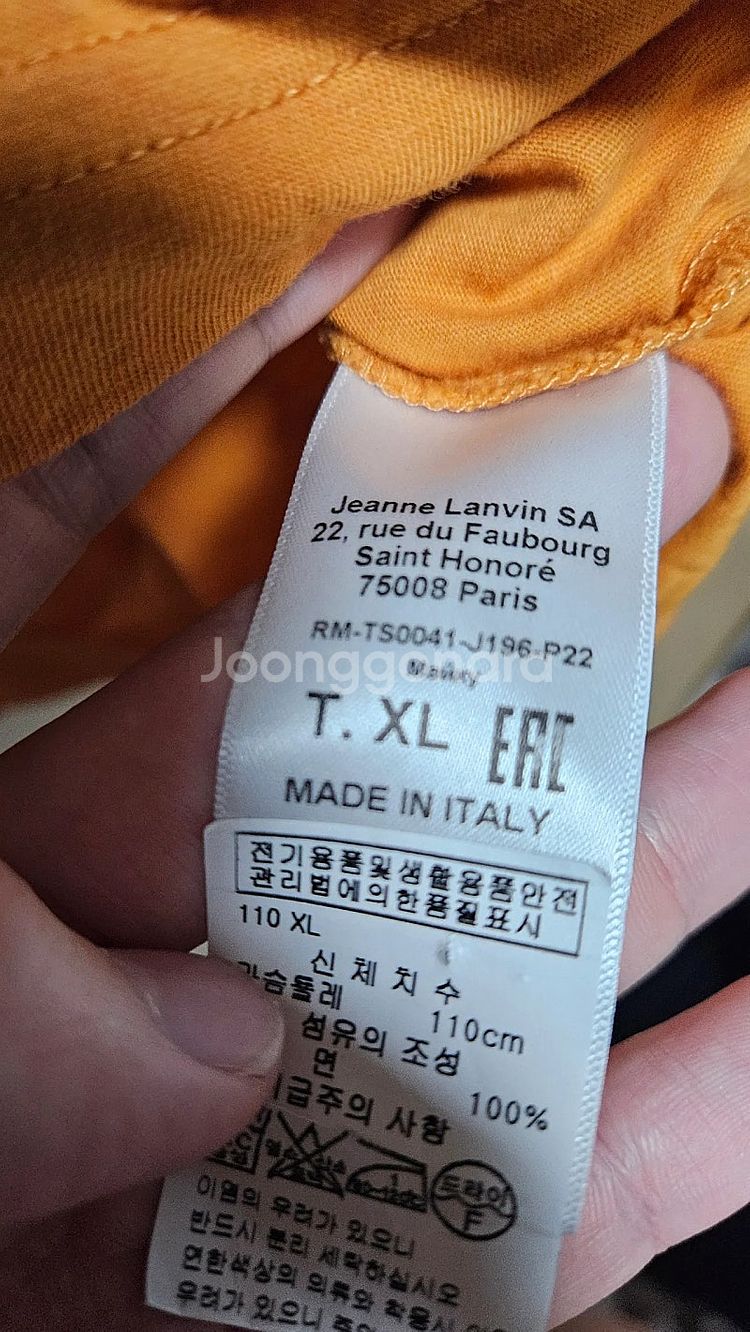 Jeanne Lanvin SA
22, rue du Faubourg
Saint Honoré
75008 Paris
RM-TS0041-J196-P22
Joonggonara
T. XL EAC
MADE IN ITALY
전기용품및생활용품안전
관리법에의한품질표시
110 XL
신 체 치 수
가슴둘레 110cm
섬유의 조성
면 100%
취급주의 사항
드라이
F
이염의 우려가 있으니
반드시 분리 세탁하십시오
연한색상의 의류와 착용시
우려가 있으니